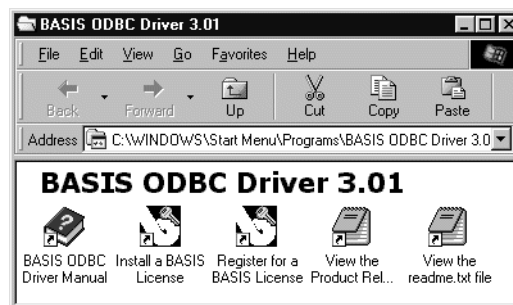 BASIS ODBC Driver 3.01
File Edit View Go Favorites Help
Back Forward Up Cut Copy Paste
Address C:\WINDOWS\Start Menu\Programs\BASIS ODBC Driver 3.0
BASIS ODBC Driver 3.01
BASIS ODBC Driver Manual
Install a BASIS License
Register for a BASIS License
View the Product Rel...
View the readme.txt file